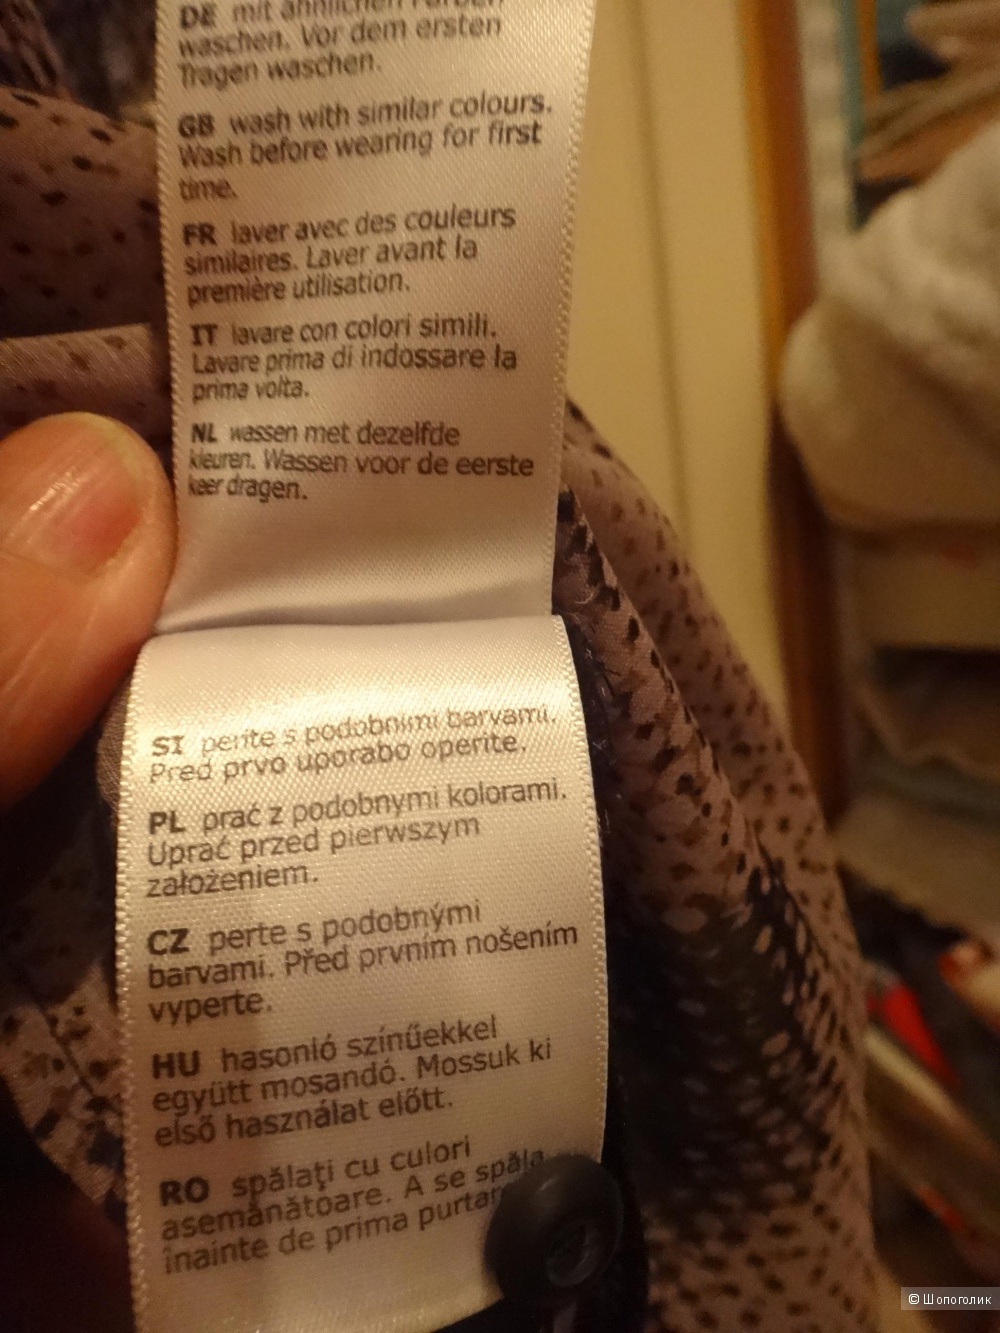 DE mit ähnlichen Farben
waschen. Vor dem ersten
Tragen waschen.
GB wash with similar colours.
Wash before wearing for first
time.
FR laver avec des couleurs
similaires. Laver avant la
première utilisation.
IT lavare con colori simili.
Lavare prima di indossare la
prima volta.
NL wassen met dezelfde
kleuren. Wassen voor de eerste
keer dragen.
SI perite s podobnimi barvami.
Pred prvo uporabo operite.
PL prać z podobnymi kolorami.
Uprać przed pierwszym
założeniem.
CZ perte s podobnými
barvami. Před prvním nošením
vyperte.
HU hasonló színűekkel
együtt mosandó. Mossuk ki
első használat előtt.
RO spălaţi cu culori
asemănătoare. A se spăla
înainte de prima
© Шопоголик